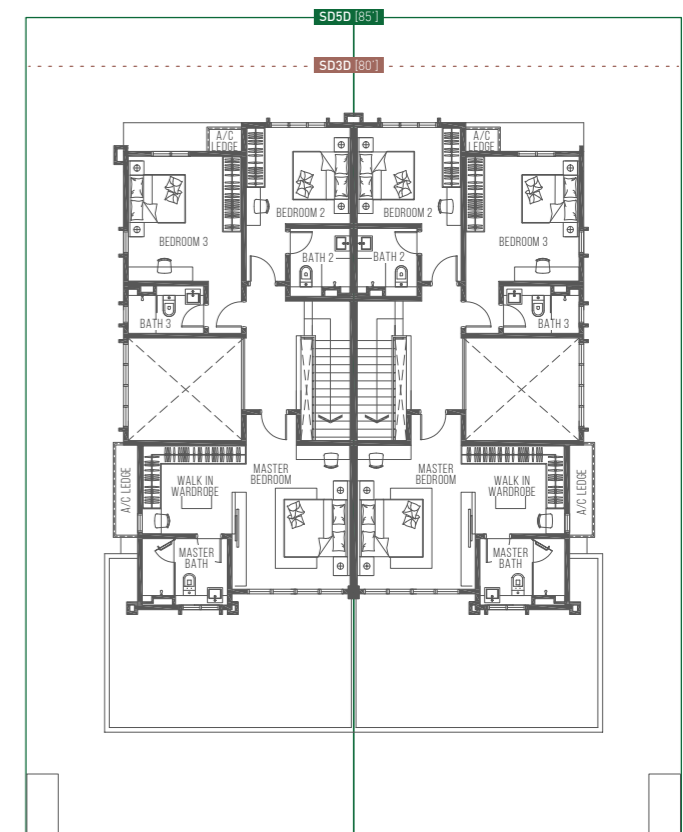 SD5D [85']
SD3D [80']
A/C
LEDGE
A/C
LEDGE
BEDROOM 2
BEDROOM 2
BEDROOM 3
BEDROOM 3
BATH 2
BATH 2
BATH 3
BATH 3
MASTER
BEDROOM
MASTER
BEDROOM
A/C LEDGE
WALK IN
WARDROBE
WALK IN
WARDROBE
A/C LEDGE
MASTER
BATH
MASTER
BATH